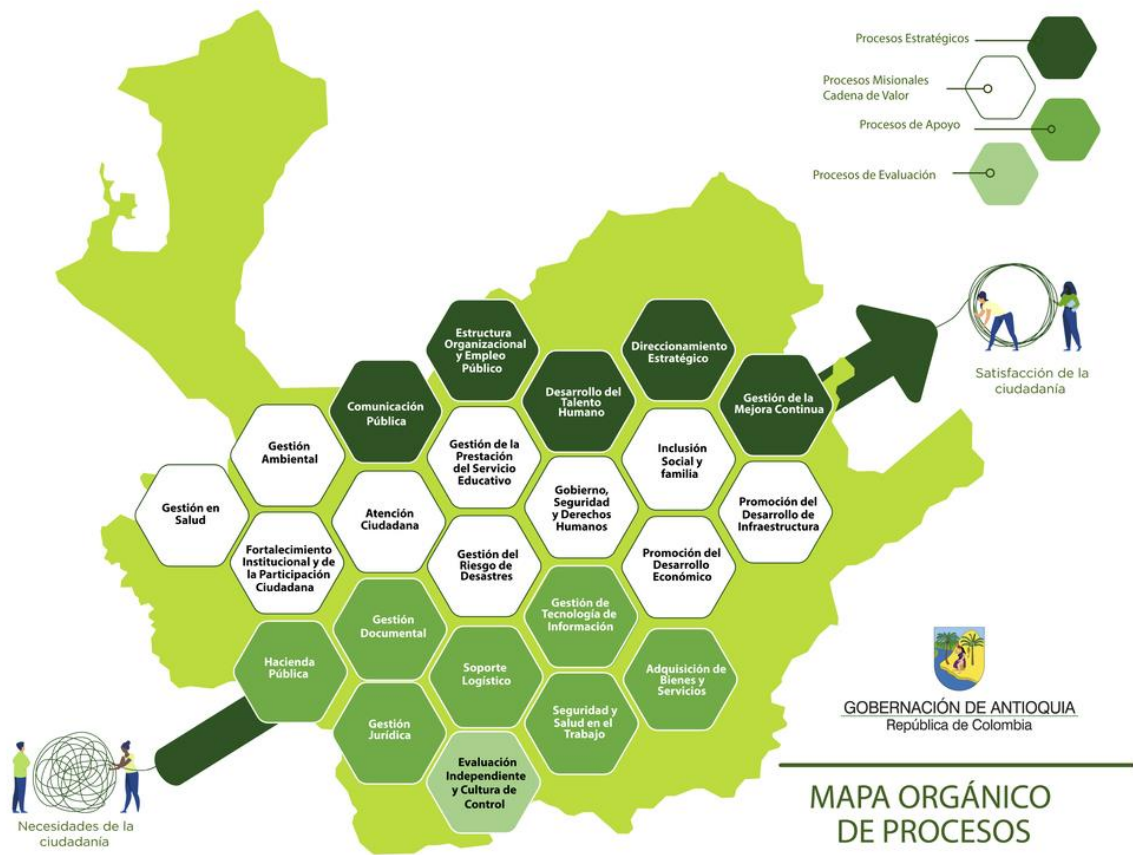 Procesos Estratégicos
Procesos Misionales
Cadena de Valor
Procesos de Apoyo
Procesos de Evaluación
Estructura
Organizacional
y Empleo
Público
Direccionamiento
Estratégico
Comunicación
Pública
Desarrollo del
Talento
Humano
Gestión de la
Mejora Continua
Satisfacción de la
ciudadanía
Gestión
Ambiental
Gestión de la
Prestación
del Servicio
Educativo
Inclusión
Social y
familia
Gestión en
Salud
Atención
Ciudadana
Gobierno,
Seguridad
y Derechos
Humanos
Promoción del
Desarrollo de
Infraestructura
Fortalecimiento
Institucional y de
la Participación
Ciudadana
Gestión del
Riesgo de
Desastres
Promoción del
Desarrollo
Económico
Gestión
Documental
Gestión de
Tecnología de
Información
Hacienda
Pública
Soporte
Logístico
Adquisición de
Bienes y
Servicios
Gestión
Jurídica
Seguridad y
Salud en el
Trabajo
Evaluación
Independiente
y Cultura de
Control
Necesidades de la
ciudadanía
GOBERNACIÓN DE ANTIOQUIA
República de Colombia
MAPA ORGÁNICO
DE PROCESOS